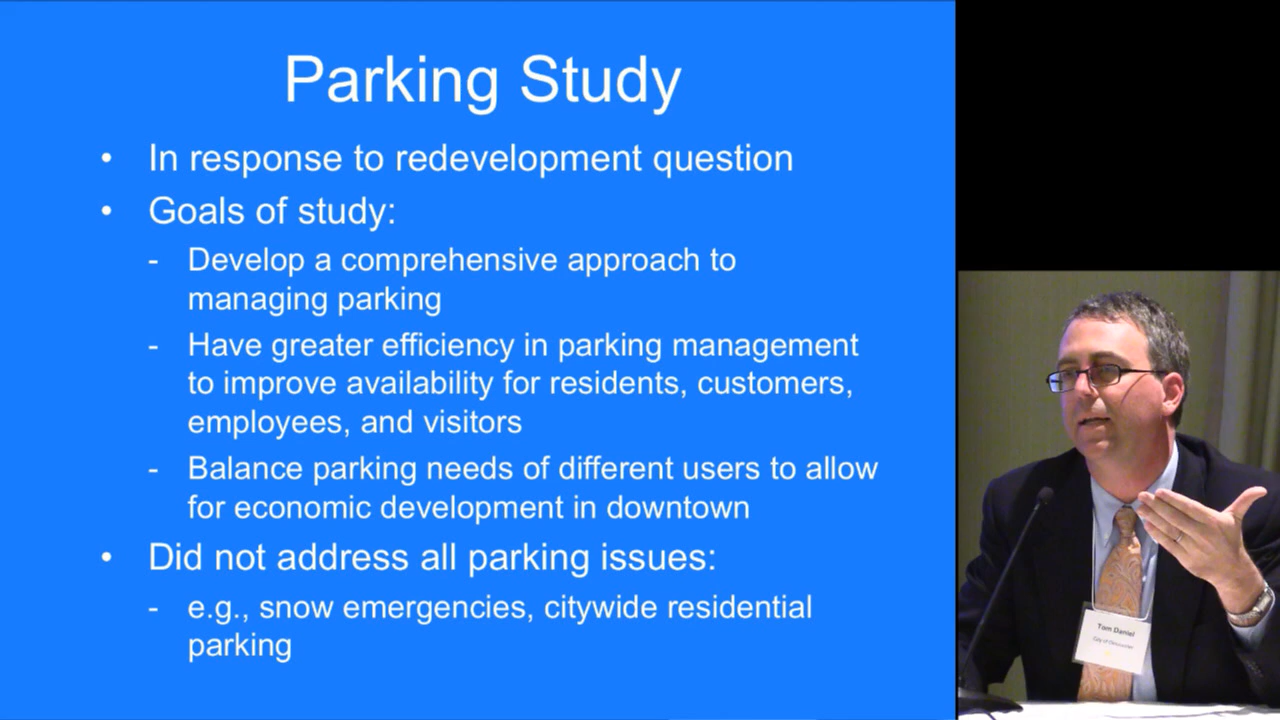 Parking Study
• In response to redevelopment question
• Goals of study:
- Develop a comprehensive approach to
managing parking
- Have greater efficiency in parking management
to improve availability for residents, customers,
employees, and visitors
- Balance parking needs of different users to allow
for economic development in downtown
• Did not address all parking issues:
- e.g., snow emergencies, citywide residential
parking
Tom Daniel
City of